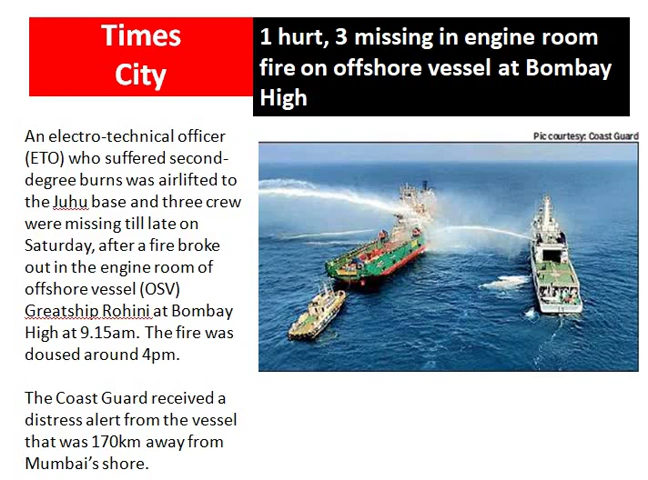 Times
City
1 hurt, 3 missing in engine room
fire on offshore vessel at Bombay
High
Pic courtesy: Coast Guard
An electro-technical officer
(ETO) who suffered second-
degree burns was airlifted to
the Juhu base and three crew
were missing till late on
Saturday, after a fire broke
out in the engine room of
offshore vessel (OSV)
Greatship Rohini at Bombay
High at 9.15am. The fire was
doused around 4pm.
The Coast Guard received a
distress alert from the vessel
that was 170km away from
Mumbai’s shore.